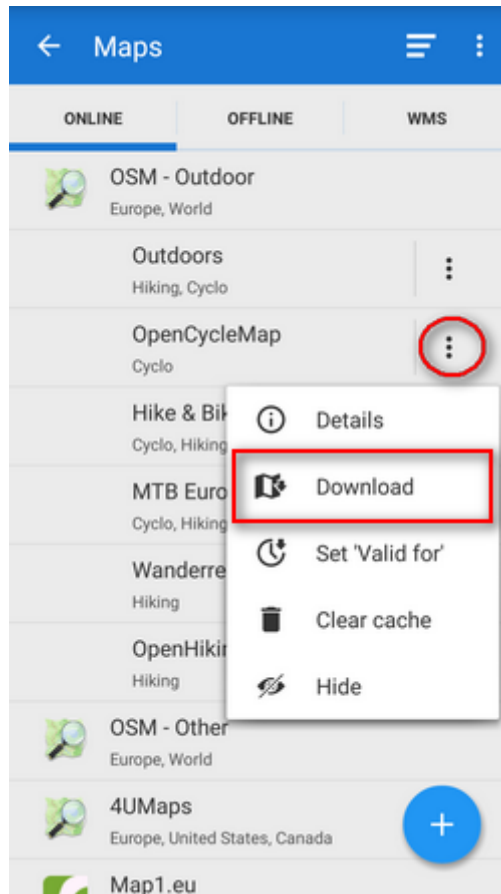 Maps
ONLINE OFFLINE WMS
OSM - Outdoor
Europe, World
Outdoors
Hiking, Cyclo
OpenCycleMap
Cyclo
Hike & Bik
Cyclo, Hiking
MTB Euro
Cyclo, Hiking
Wanderre
Hiking
OpenHikin
Hiking
Details
Download
Set 'Valid for'
Clear cache
Hide
OSM - Other
Europe, World
4UMaps
Europe, United States, Canada
Map1.eu